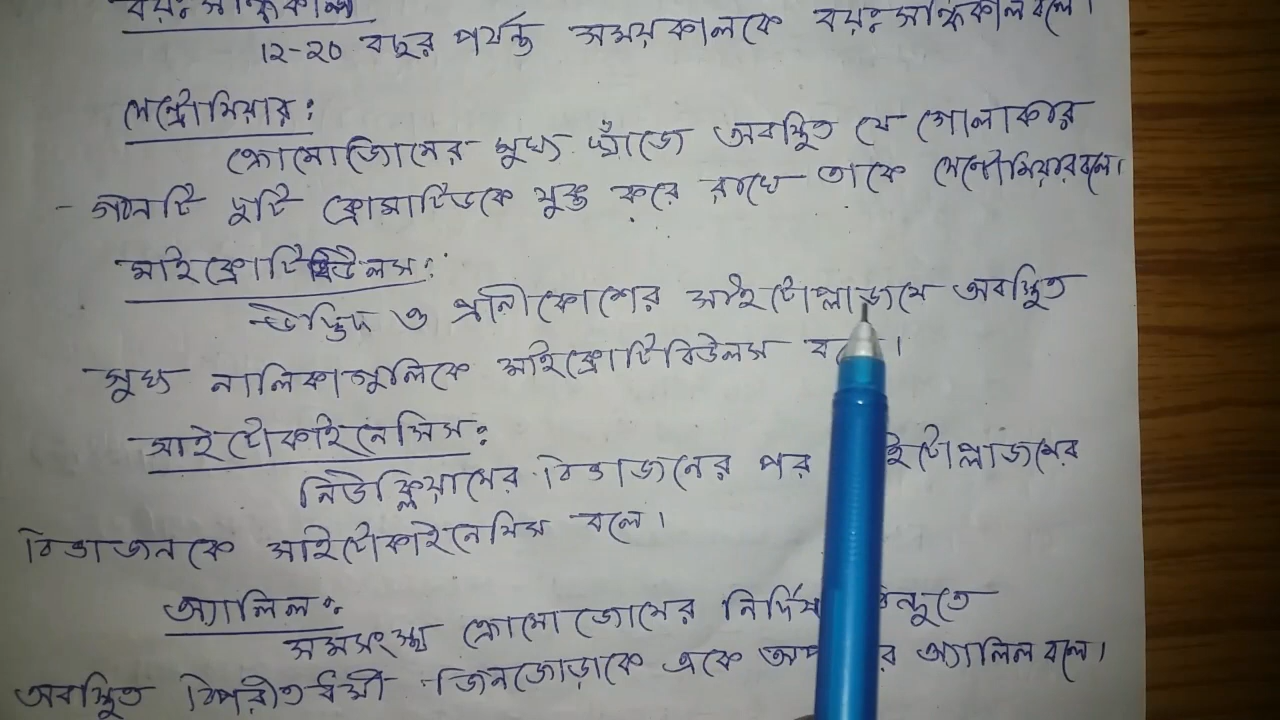 বয়ঃসন্ধিকাল
12-20 বছর পর্যন্ত সময়কালকে বয়ঃসন্ধিকাল বলে।
সেন্ট্রোমিয়ার:
ক্রোমোজোমের মুখ্য খাঁজে অবস্থিত যে গোলাকার
গঠনটি দুটি ক্রোমাটিডকে যুক্ত করে রাখে তাকে সেন্ট্রোমিয়ার বলে।
মাইক্রোটিবিউলস:
উদ্ভিদ ও প্রানীকোশের সাইটোপ্লাজমে অবস্থিত
সুক্ষ্ম নালিকাগুলিকে মাইক্রোটিবিউলস বলে।
সাইটোকাইনেসিস:
নিউক্লিয়াসের বিভাজনের পর সাইটোপ্লাজমের
বিভাজনকে সাইটোকাইনেসিস বলে।
অ্যালিল:
সমসংস্থ ক্রোমোজোমের নির্দিষ্ট বিন্দুতে
অবস্থিত বিপরীতধর্মী জিনজোড়াকে একে অপরের অ্যালিল বলে।